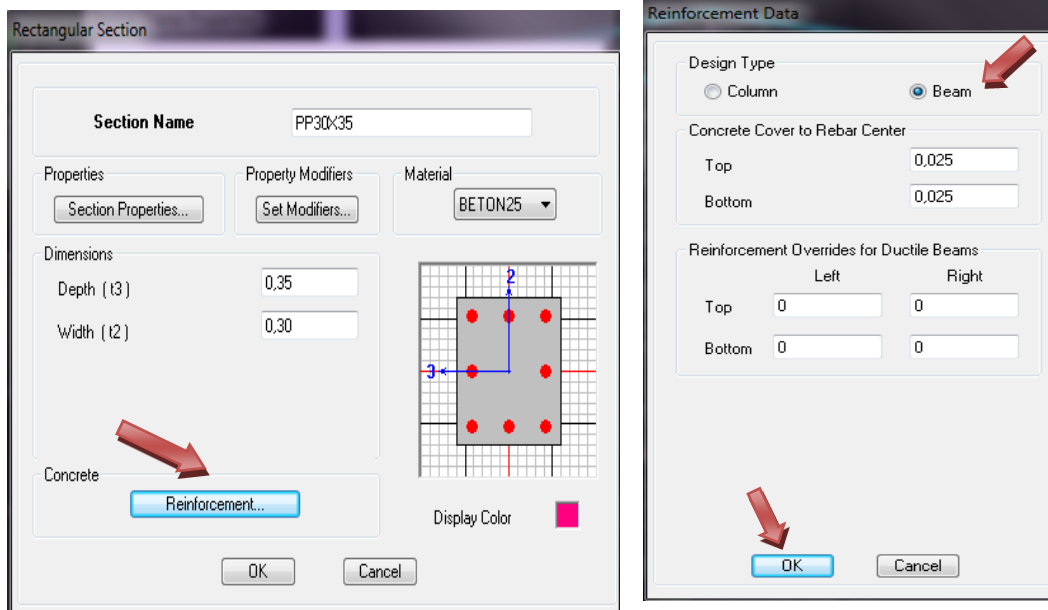 Rectangular Section
Section Name PP30X35
Properties Property Modifiers Material
Section Properties... Set Modifiers... BETON25
Dimensions
Depth ( t3 ) 0,35
Width ( t2 ) 0,30
2
3
Concrete
Reinforcement...
Display Color
OK Cancel
Reinforcement Data
Design Type
Column Beam
Concrete Cover to Rebar Center
Top 0,025
Bottom 0,025
Reinforcement Overrides for Ductile Beams
Left Right
Top 0 0
Bottom 0 0
OK Cancel